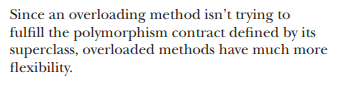 Since an overloading method isn’t trying to
fulfill the polymorphism contract defined by its
superclass, overloaded methods have much more
flexibility.